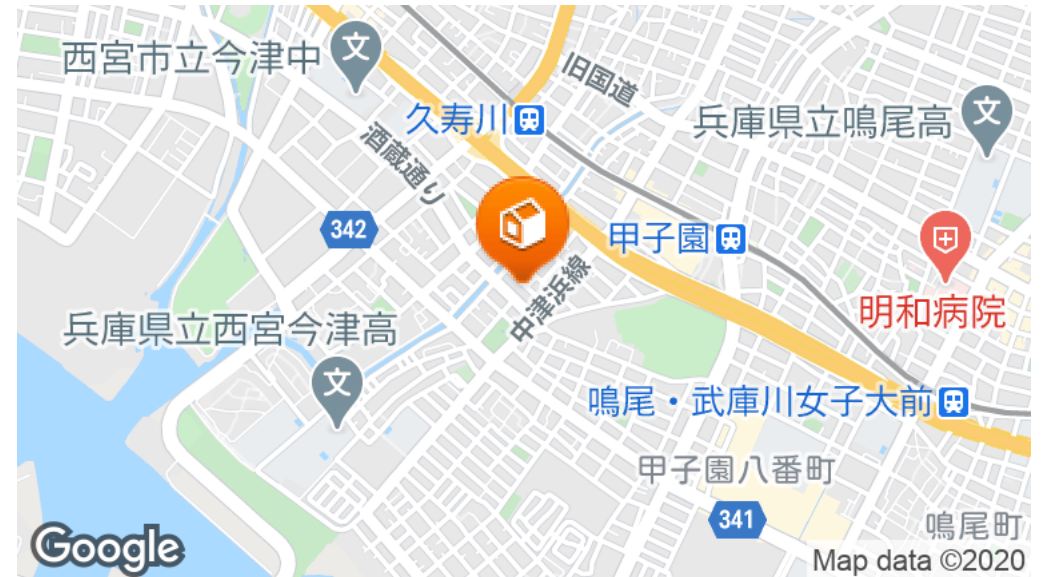 西宮市立今津中
文
旧国道
久寿川
兵庫県立鳴尾高
文
酒蔵通り
342
甲子園
中津浜線
明和病院
兵庫県立西宮今津高
文
鳴尾・武庫川女子大前
甲子園八番町
341
鳴尾町
Google
Map data ©2020